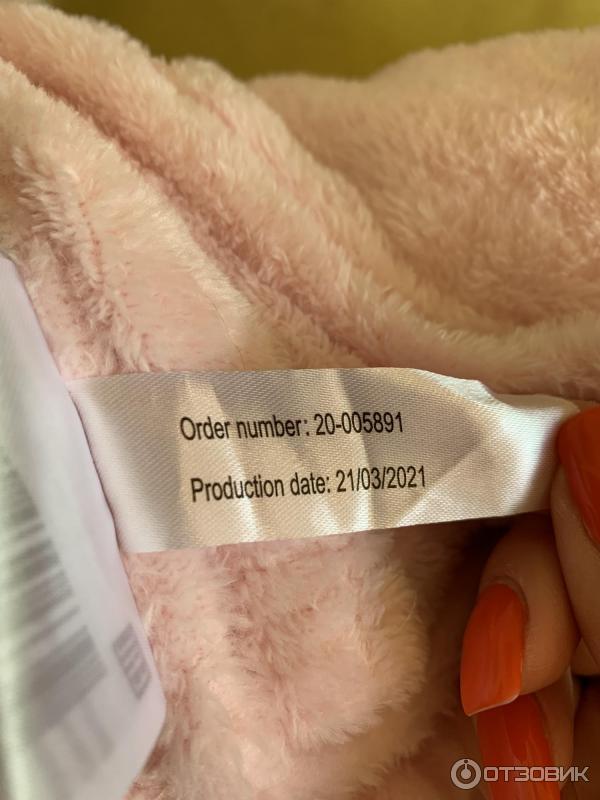 Order number: 20-005891
Production date: 21/03/2021
ОТЗОВИК